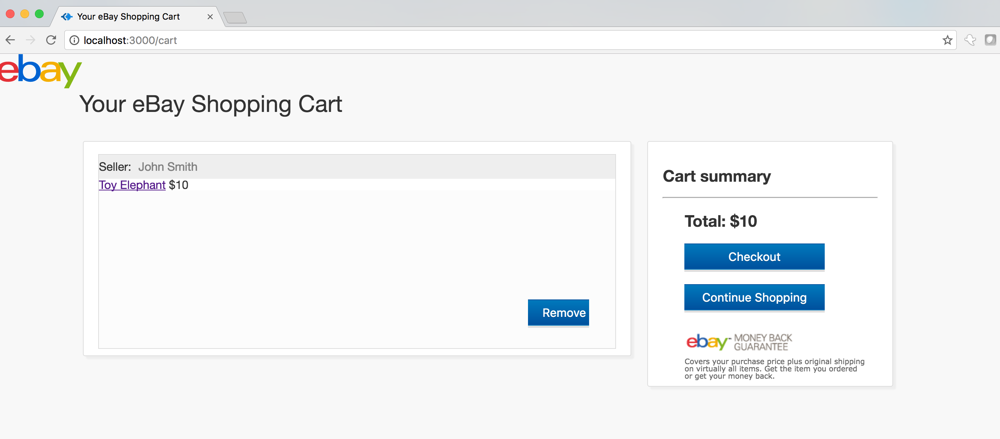 Your eBay Shopping Cart
localhost:3000/cart
ebay
Your eBay Shopping Cart
Seller: John Smith
Toy Elephant $10
Remove
Cart summary
Total: $10
Checkout
Continue Shopping
ebay™ MONEY BACK
GUARANTEE
Covers your purchase price plus original shipping
on virtually all items. Get the item you ordered
or get your money back.